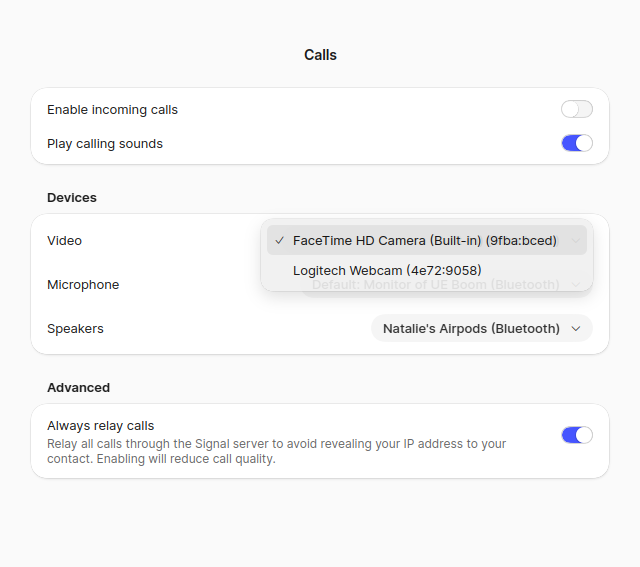 Calls
Enable incoming calls
Play calling sounds
Devices
Video
FaceTime HD Camera (Built-in) (9fba:bced)
Logitech Webcam (4e72:9058)
Microphone
Default: Monitor of UE Boom (Bluetooth)
Speakers
Natalie's Airpods (Bluetooth)
Advanced
Always relay calls
Relay all calls through the Signal server to avoid revealing your IP address to your
contact. Enabling will reduce call quality.